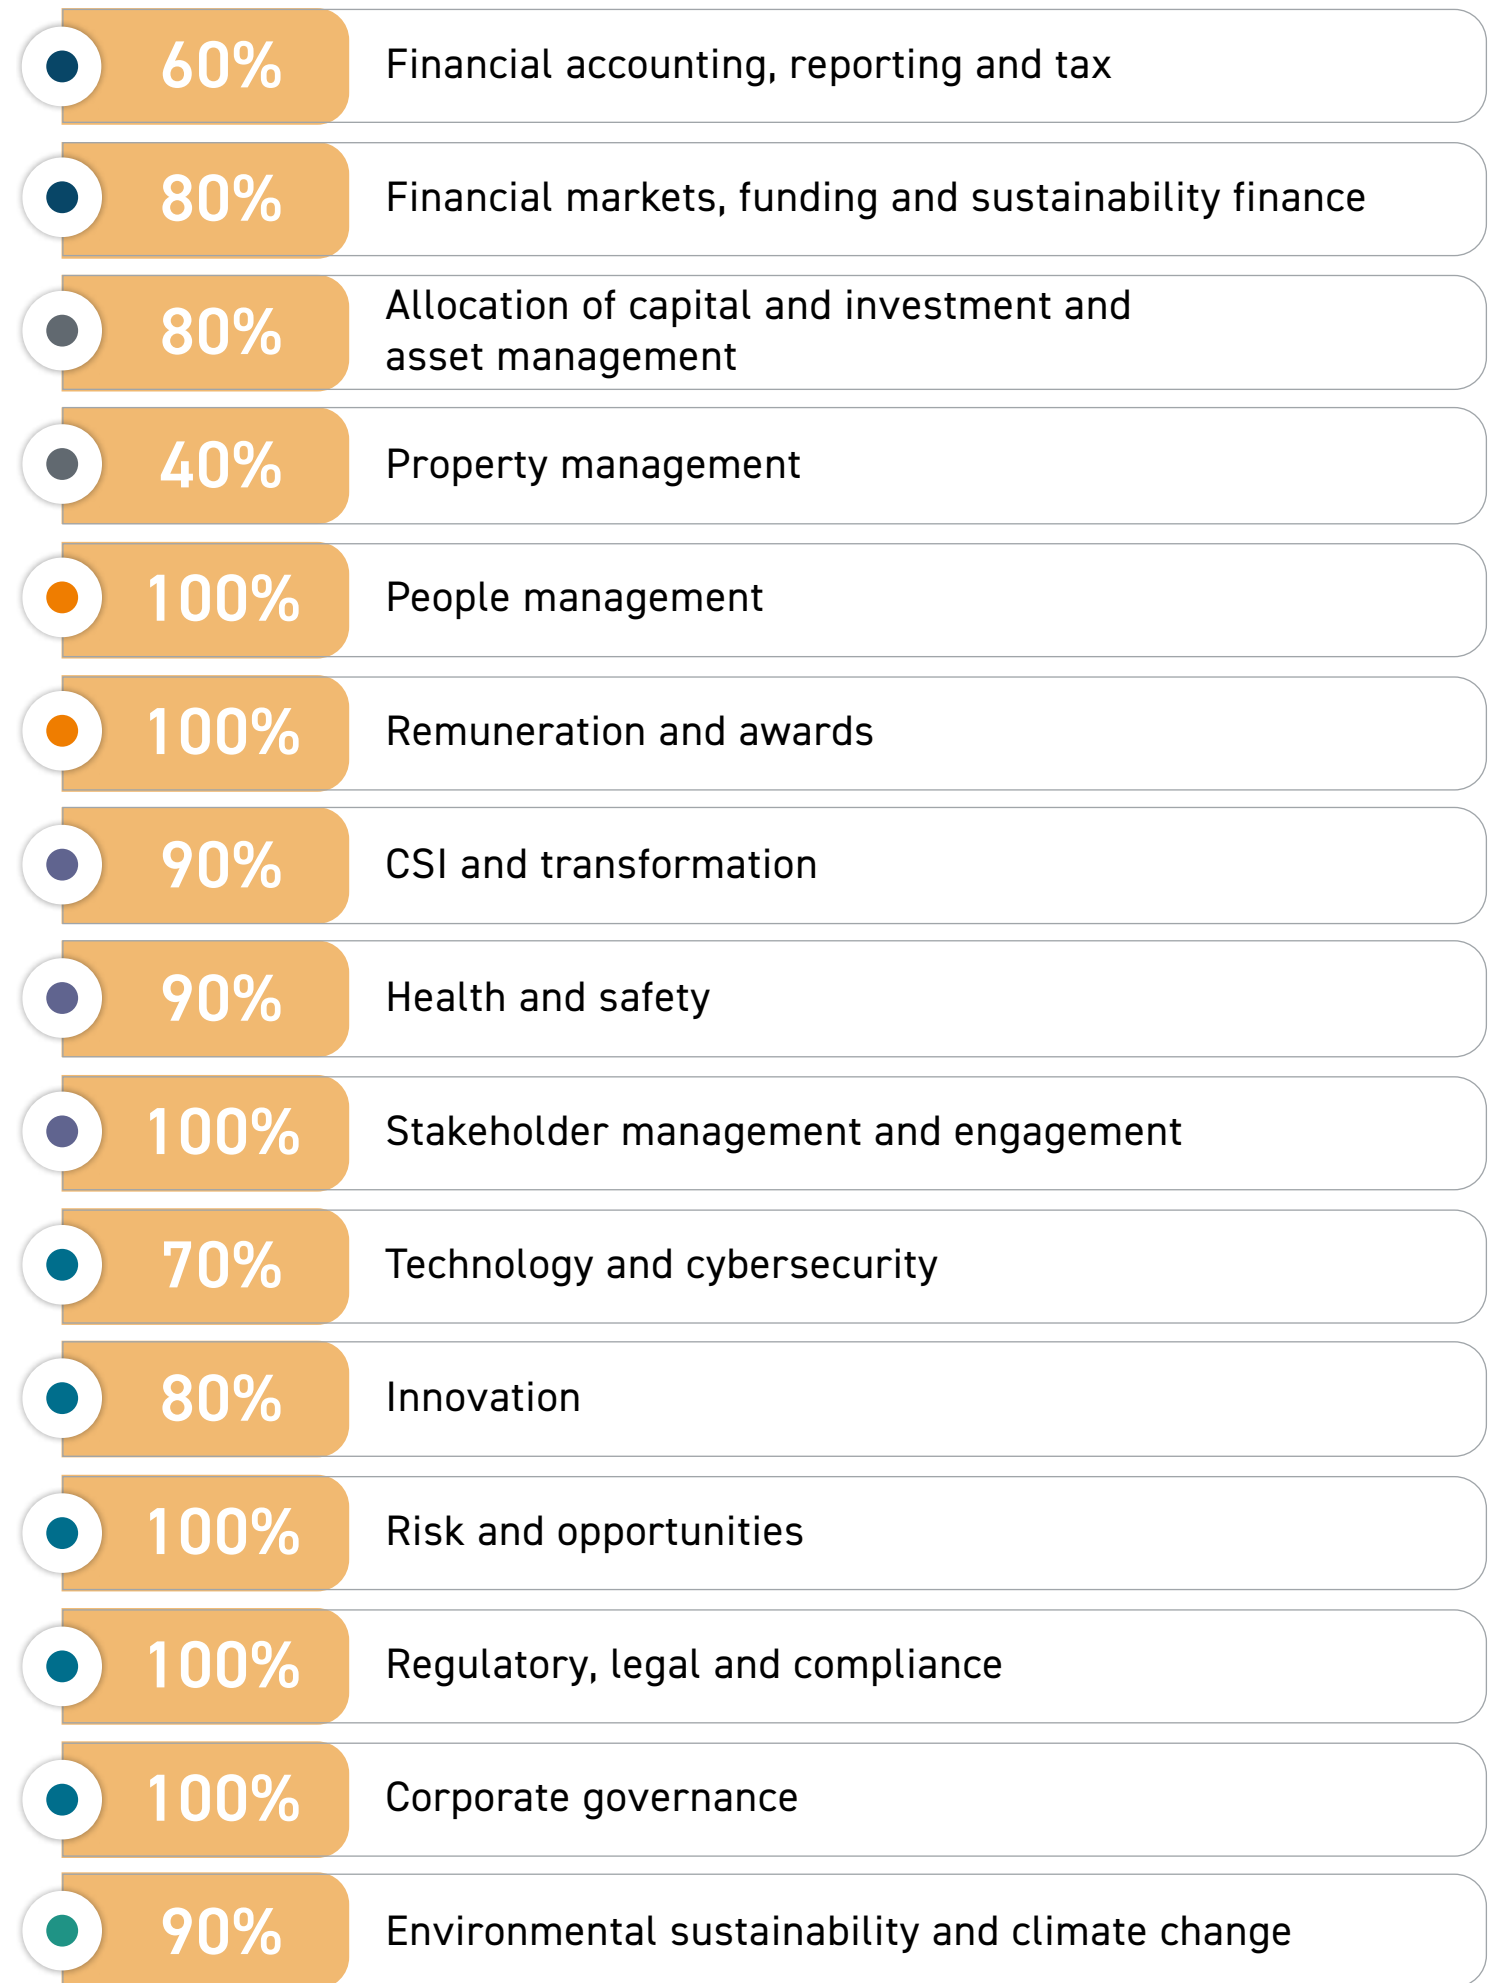 60% Financial accounting, reporting and tax
80% Financial markets, funding and sustainability finance
80% Allocation of capital and investment and
asset management
40% Property management
100% People management
100% Remuneration and awards
90% CSI and transformation
90% Health and safety
100% Stakeholder management and engagement
70% Technology and cybersecurity
80% Innovation
100% Risk and opportunities
100% Regulatory, legal and compliance
100% Corporate governance
90% Environmental sustainability and climate change